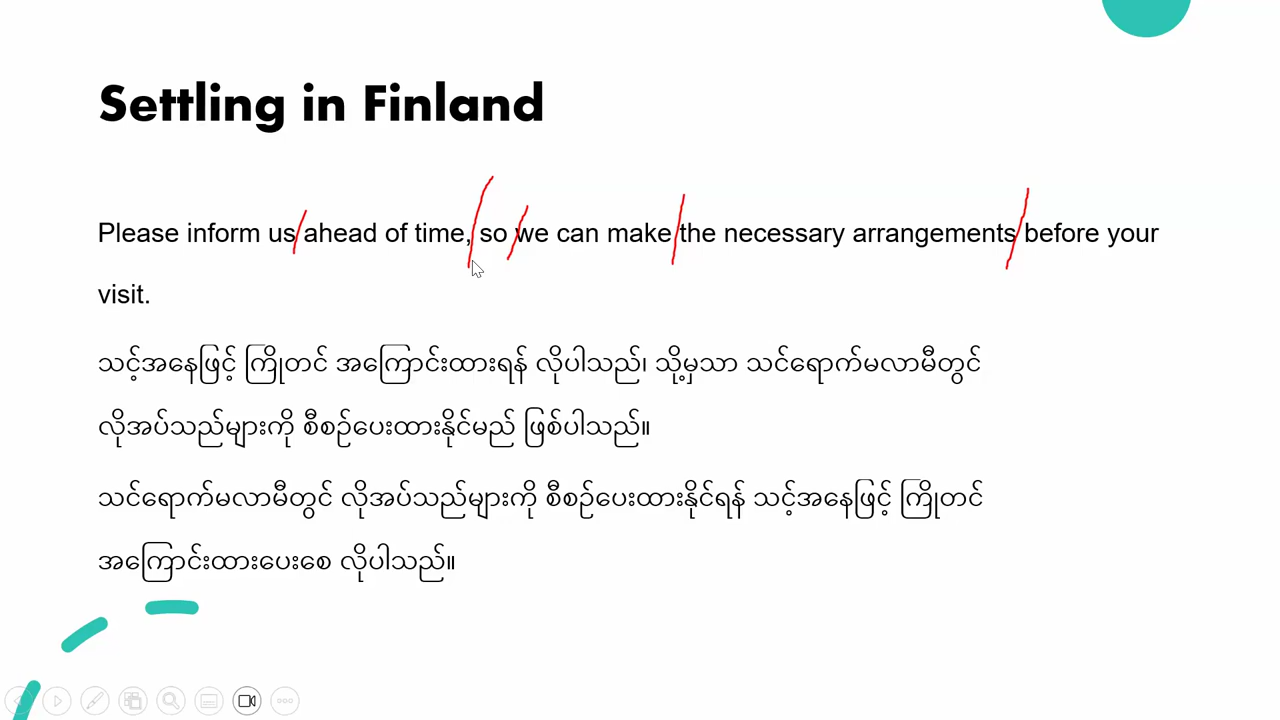 Settling in Finland
Please inform us ahead of time, so we can make the necessary arrangements before your
visit.
သင့်အနေဖြင့် ကြိုတင် အကြောင်းထားရန် လိုပါသည်၊ သို့မှသာ သင်ရောက်မလာမီတွင်
လိုအပ်သည်များကို စီစဉ်ပေးထားနိုင်မည် ဖြစ်ပါသည်။
သင်ရောက်မလာမီတွင် လိုအပ်သည်များကို စီစဉ်ပေးထားနိုင်ရန် သင့်အနေဖြင့် ကြိုတင်
အကြောင်းထားပေးစေ လိုပါသည်။